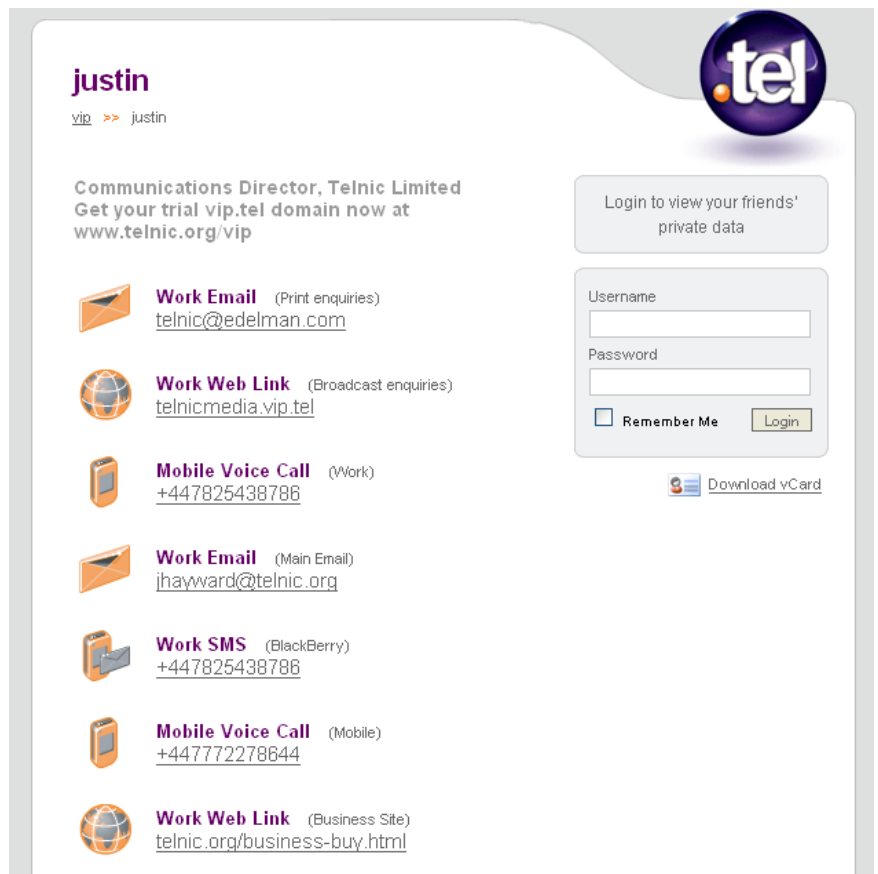 justin
vip >> justin
.tel
Communications Director, Telnic Limited
Get your trial vip.tel domain now at
www.telnic.org/vip
Work Email (Print enquiries)
telnic@edelman.com
Work Web Link (Broadcast enquiries)
telnicmedia.vip.tel
Mobile Voice Call (Work)
+447825438786
Work Email (Main Email)
jhayward@telnic.org
Work SMS (BlackBerry)
+447825438786
Mobile Voice Call (Mobile)
+447772278644
Work Web Link (Business Site)
telnic.org/business-buy.html
Login to view your friends'
private data
Username
Password
Remember Me Login
Download vCard